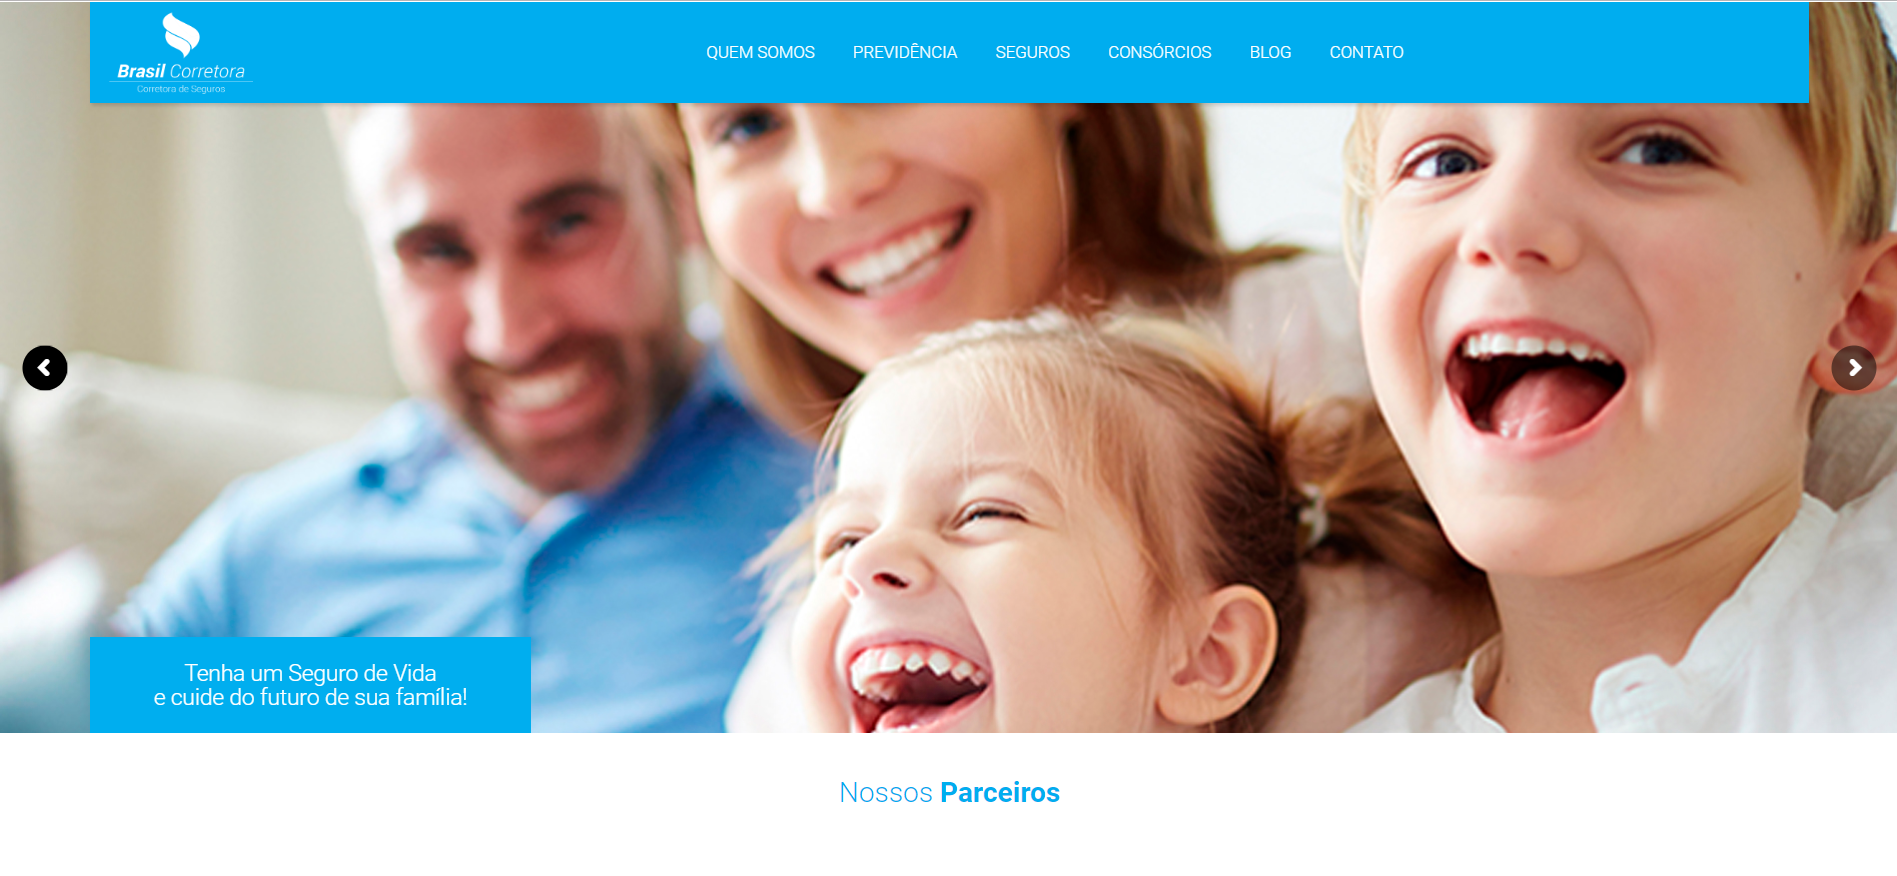 Brasil Corretora
Corretora de Seguros
QUEM SOMOS PREVIDÊNCIA SEGUROS CONSÓRCIOS BLOG CONTATO
Tenha um Seguro de Vida
e cuide do futuro de sua família!
Nossos Parceiros